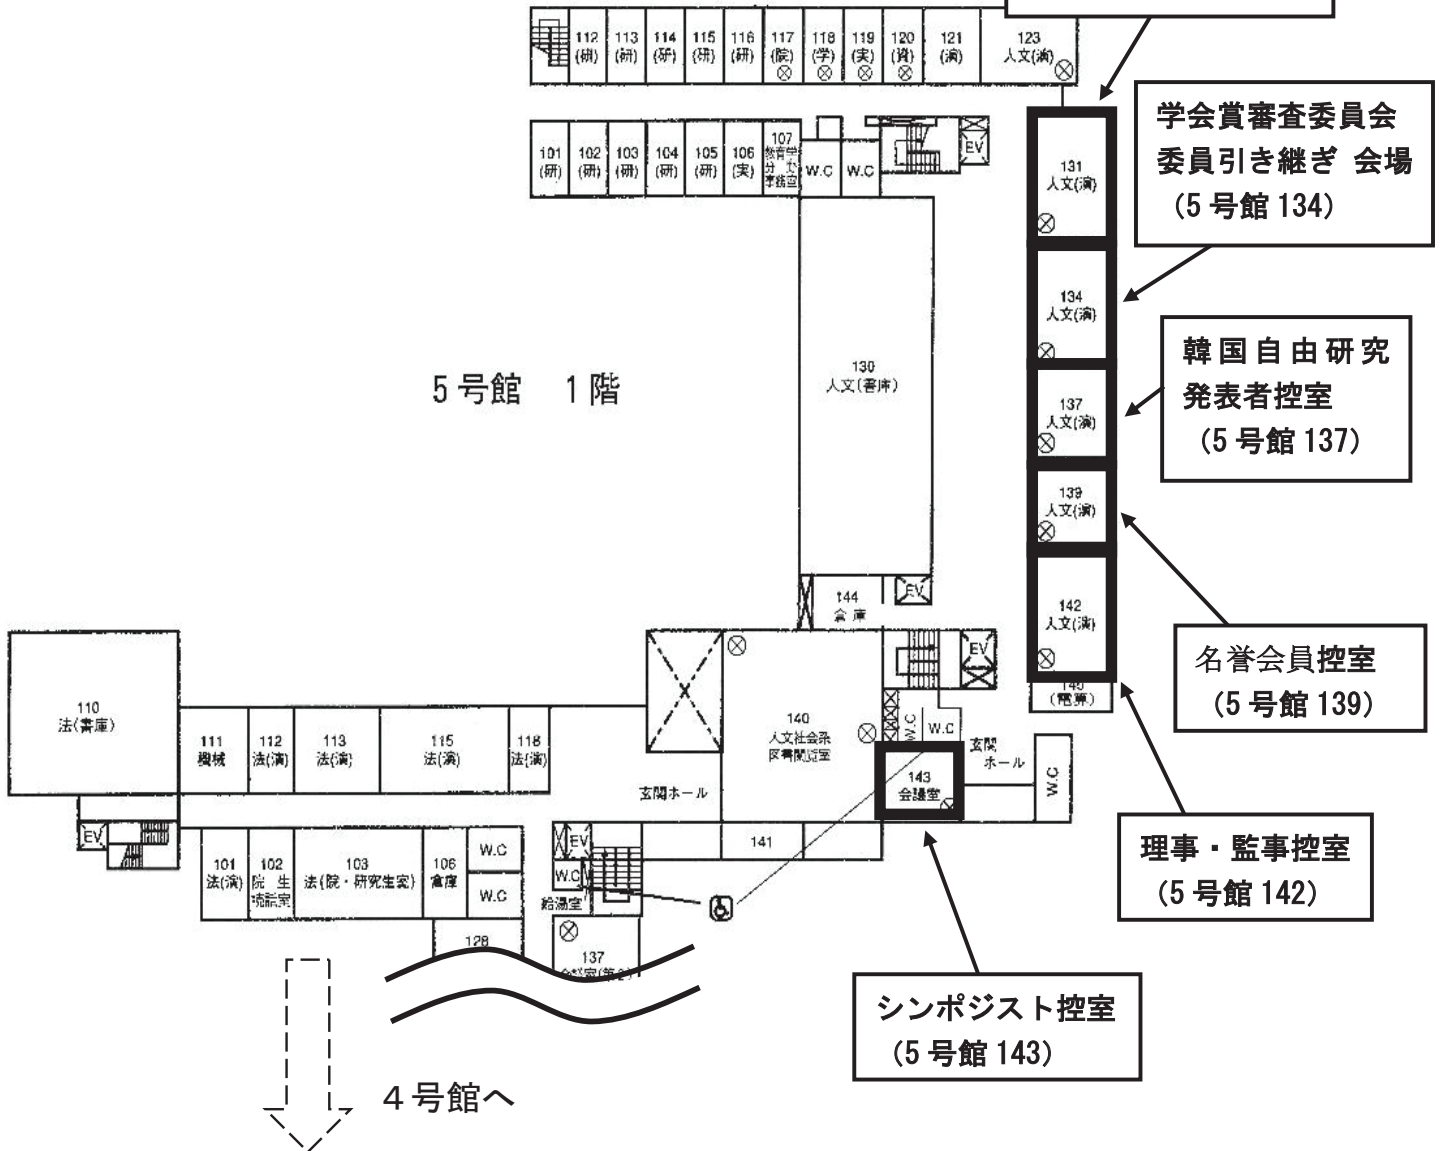 112
(研)
113
(研)
114
(研)
115
(研)
116
(研)
117
(院)
118
(学)
119
(実)
120
(資)
121
(演)
123
人文(演)
101
(研)
102
(研)
103
(研)
104
(研)
105
(研)
106
(実)
107
教育学
W.C
W.C
EV
131
人文(演)
学会賞審査委員会
委員引き継ぎ 会場
(5 号館 134)
134
人文(演)
韓国自由研究
発表者控室
(5 号館 137)
137
人文(演)
5 号館 1 階
130
人文(書庫)
139
人文(演)
名誉会員控室
(5 号館 139)
142
人文(演)
理事・監事控室
(5 号館 142)
144
倉 庫
EV
EV
(電算)
110
法(書庫)
111
機械
112
法(演)
113
法(演)
115
法(演)
118
法(演)
140
人文社会系
図書閲覧室
W.C
W.C
玄関
ホール
143
会議室
W.C
玄関ホール
141
EV
101
法(演)
102
院 生
談話室
103
法(院・研究生室)
106
倉庫
W.C
W.C
EV
W.C
給湯室
128
137
シンポジスト控室
(5 号館 143)
4 号館へ